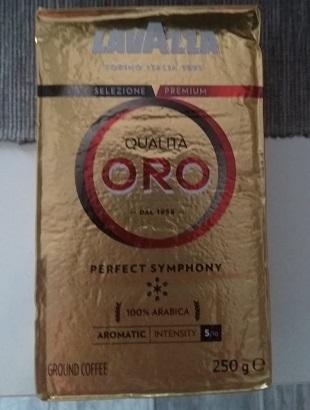 LAVAZZA
TORINO, ITALIA, 1895
SELEZIONE PREMIUM
QUALITÀ
ORO
DAL 1956
PERFECT SYMPHONY
100% ARABICA
AROMATIC INTENSITY 5/10
GROUND COFFEE 250 g e